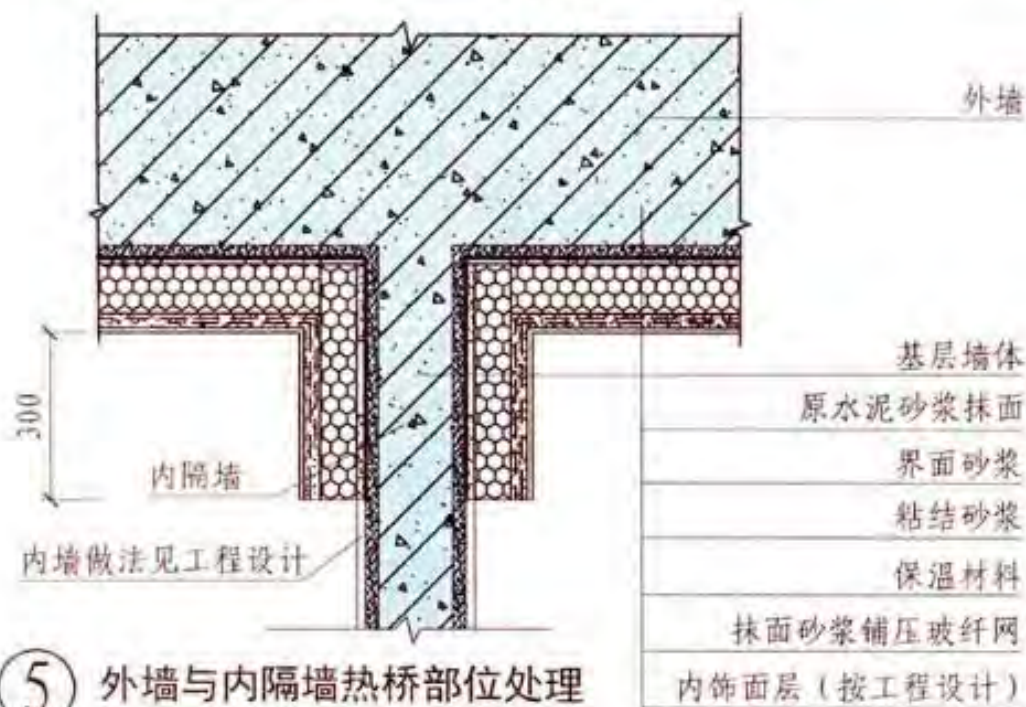 外墙
基层墙体
原水泥砂浆抹面
界面砂浆
粘结砂浆
保温材料
抹面砂浆铺压玻纤网
内饰面层（按工程设计）
300
内隔墙
内墙做法见工程设计
5 外墙与内隔墙热桥部位处理